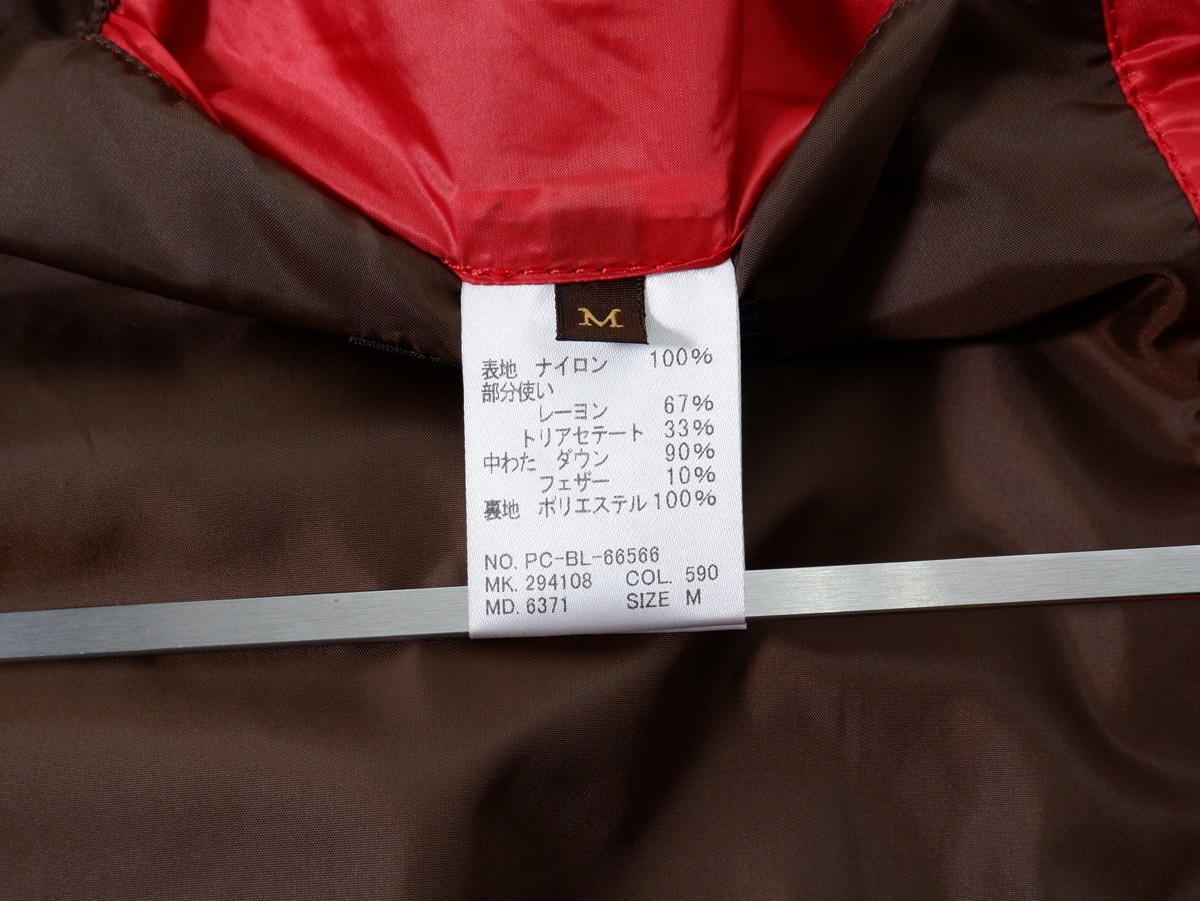 M
表地 ナイロン 100%
部分使い
レーヨン 67%
トリアセテート 33%
中わた ダウン 90%
フェザー 10%
裏地 ポリエステル 100%
NO. PC-BL-66566
MK. 294108 COL. 590
MD. 6371 SIZE M